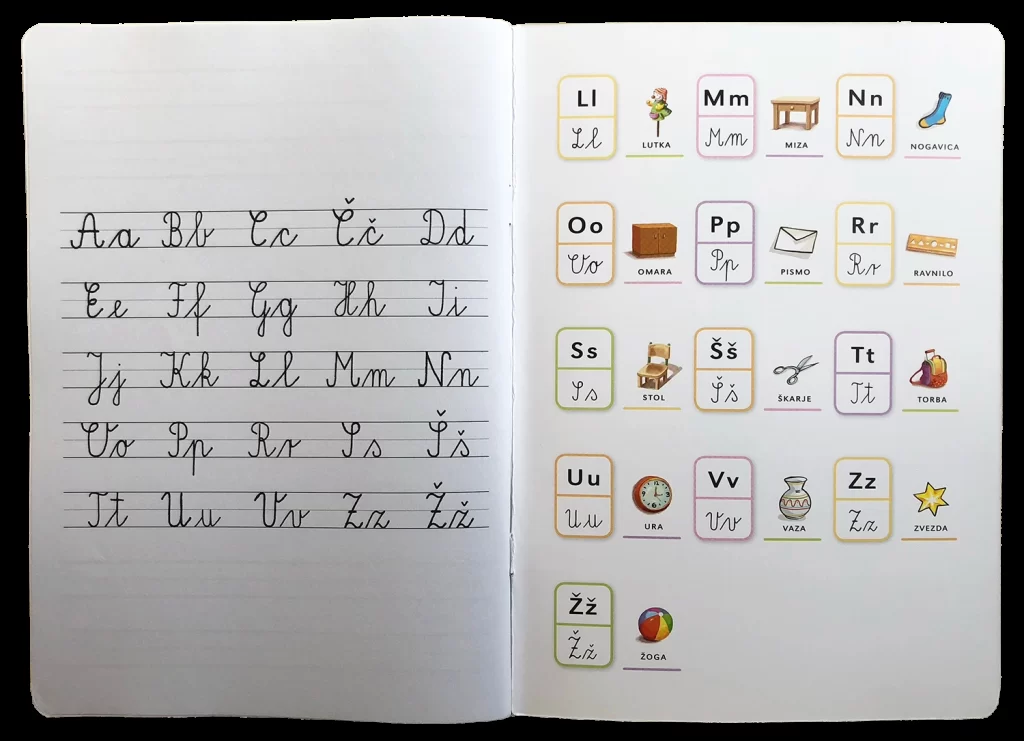 Aa Bb Cc Čč Dd
Ee Ff Gg Hh Ii
Jj Kk Ll Mm Nn
Oo Pp Rr Ss Šš
Tt Uu Vv Zz Žž
Ll Mm Nn
Ll LUTKA Mm MIZA Nn NOGAVICA
Oo Pp Rr
Oo OMARA Pp PISMO Rr RAVNILO
Ss Šš Tt
Ss STOL Šš ŠKARJE Tt TORBA
Uu Vv Zz
Uu URA Vv VAZA Zz ZVEZDA
Žž
Žž ŽOGA